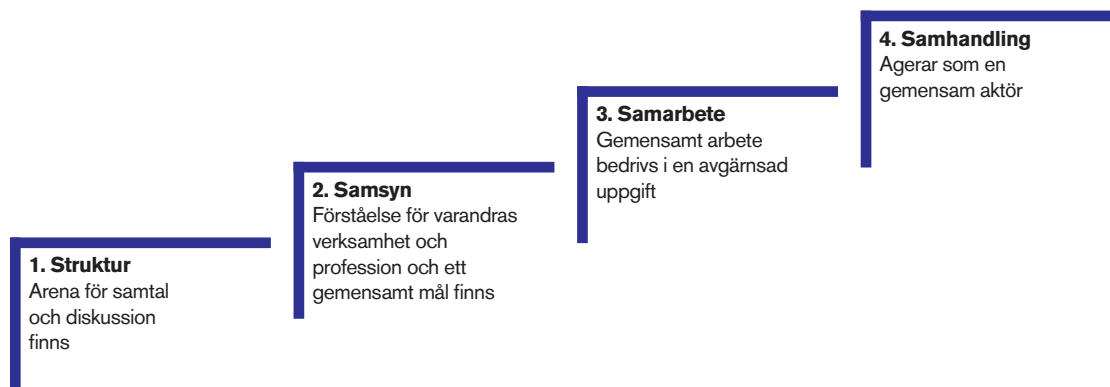 1. Struktur
Arena för samtal
och diskussion
finns
2. Samsyn
Förståelse för varandras
verksamhet och
profession och ett
gemensamt mål finns
3. Samarbete
Gemensamt arbete
bedrivs i en avgärnsad
uppgift
4. Samhandling
Agerar som en
gemensam aktör